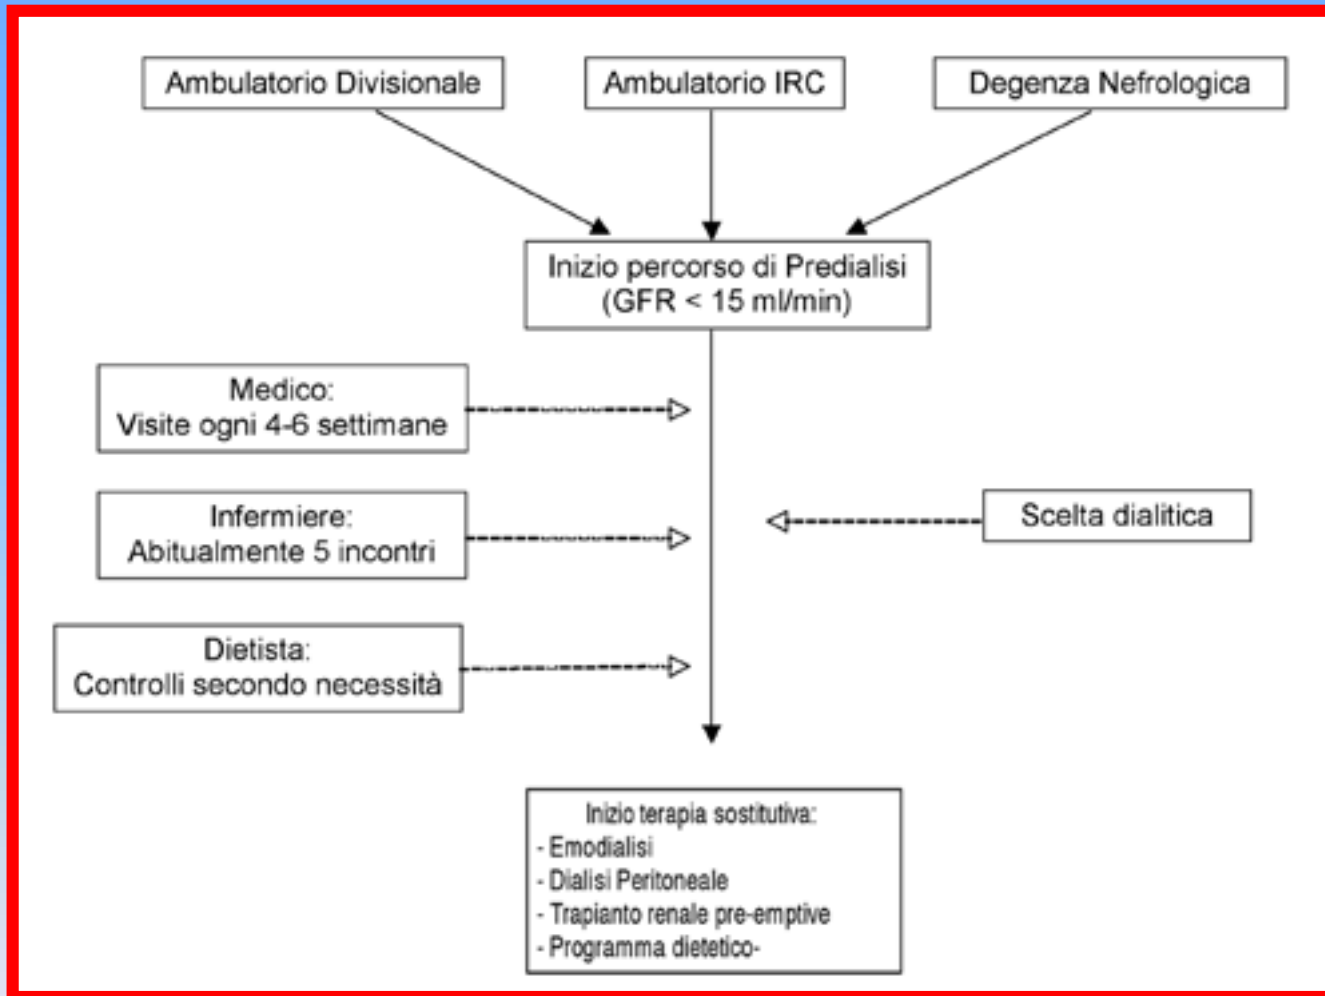 Ambulatorio Divisionale
Ambulatorio IRC
Degenza Nefrologica
Inizio percorso di Predialisi
(GFR < 15 ml/min)
Medico:
Visite ogni 4-6 settimane
Infermiere:
Abitualmente 5 incontri
Scelta dialitica
Dietista:
Controlli secondo necessità
Inizio terapia sostitutiva:
- Emodialisi
- Dialisi Peritoneale
- Trapianto renale pre-emptive
- Programma dietetico-